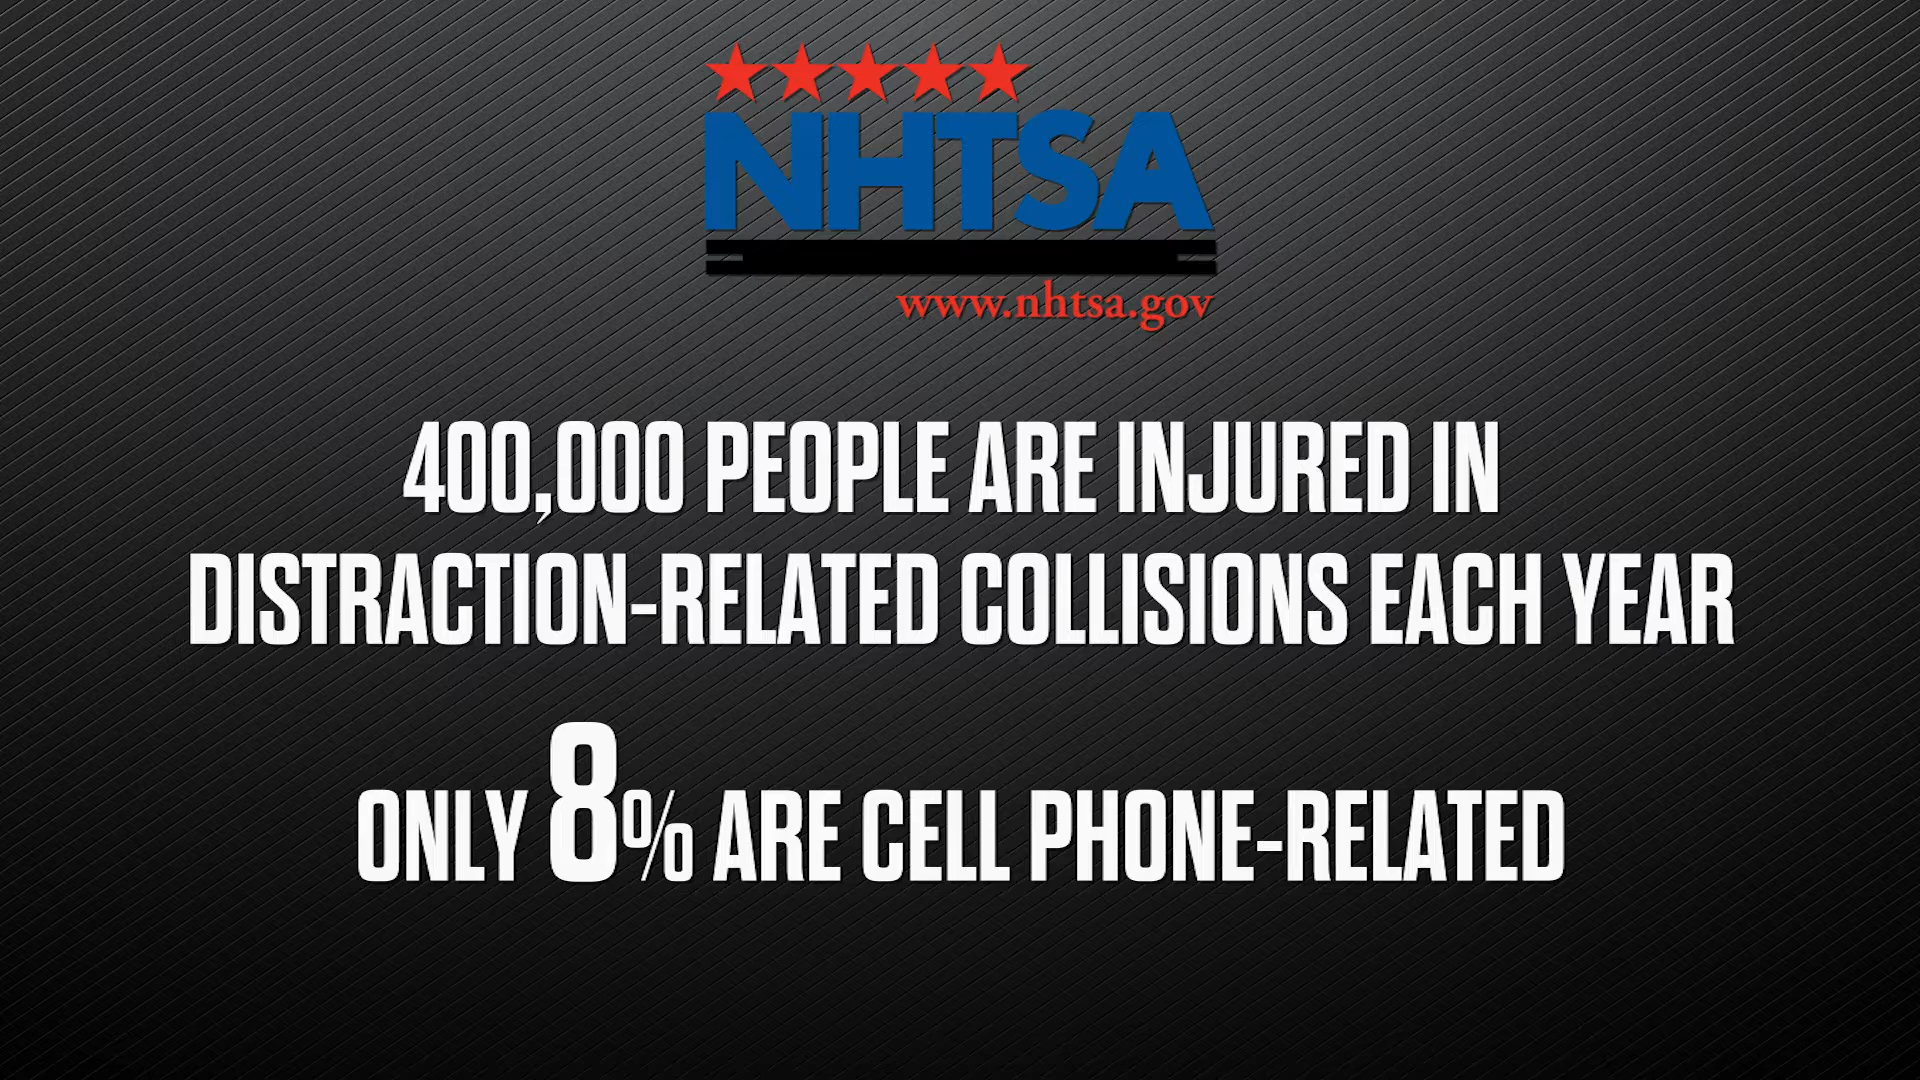 NHTSA
www.nhtsa.gov
400,000 PEOPLE ARE INJURED IN
DISTRACTION-RELATED COLLISIONS EACH YEAR
ONLY 8% ARE CELL PHONE-RELATED